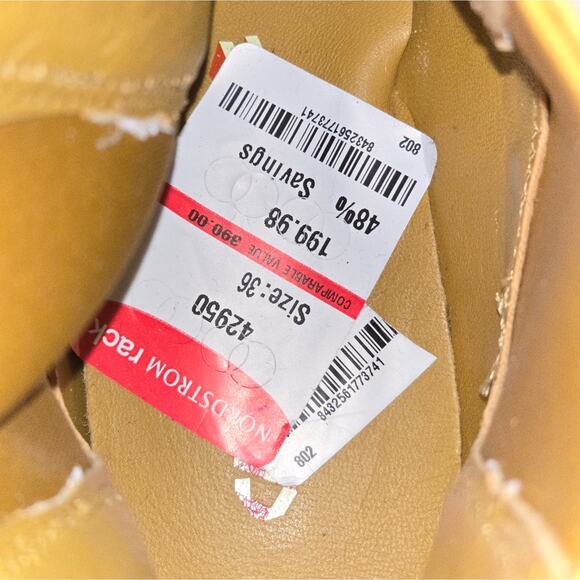 NORDSTROM rack
42950
Size: 36
COMPARABLE VALUE 390.00
199.98
48%
Savings
8432561773741
802
8432561773741
802